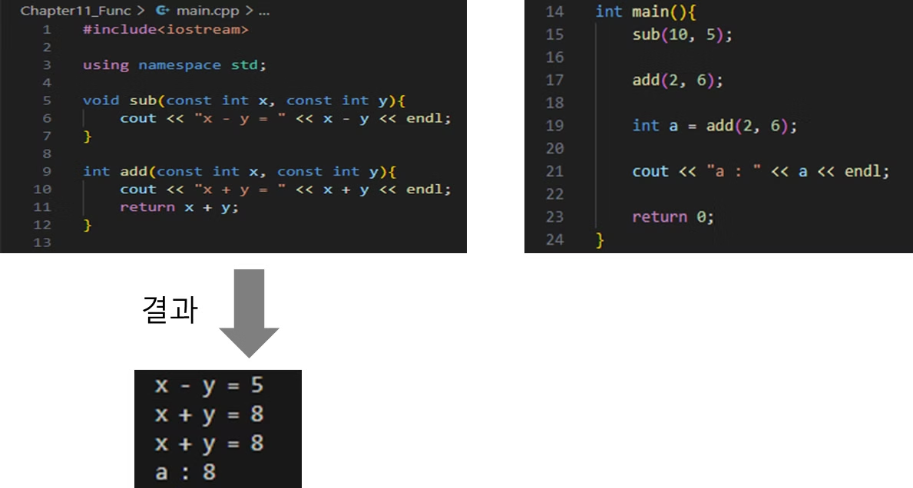 Chapter11_Func > main.cpp > ...
1 #include<iostream>
2
3 using namespace std;
4
5 void sub(const int x, const int y){
6 cout << "x - y = " << x - y << endl;
7 }
8
9 int add(const int x, const int y){
10 cout << "x + y = " << x + y << endl;
11 return x + y;
12 }
13
14 int main(){
15 sub(10, 5);
16
17 add(2, 6);
18
19 int a = add(2, 6);
20
21 cout << "a : " << a << endl;
22
23 return 0;
24 }
결과
x - y = 5
x + y = 8
x + y = 8
a : 8